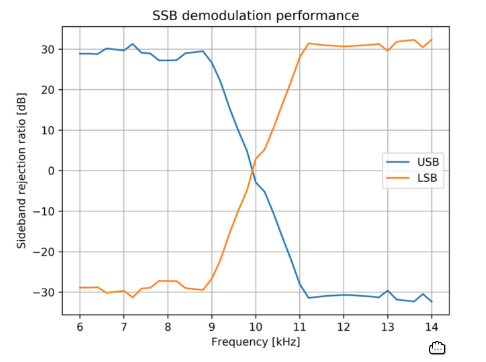 SSB demodulation performance
Sideband rejection ratio [dB]
30
20
10
0
−10
−20
−30
USB
LSB
6 7 8 9 10 11 12 13 14
Frequency [kHz]